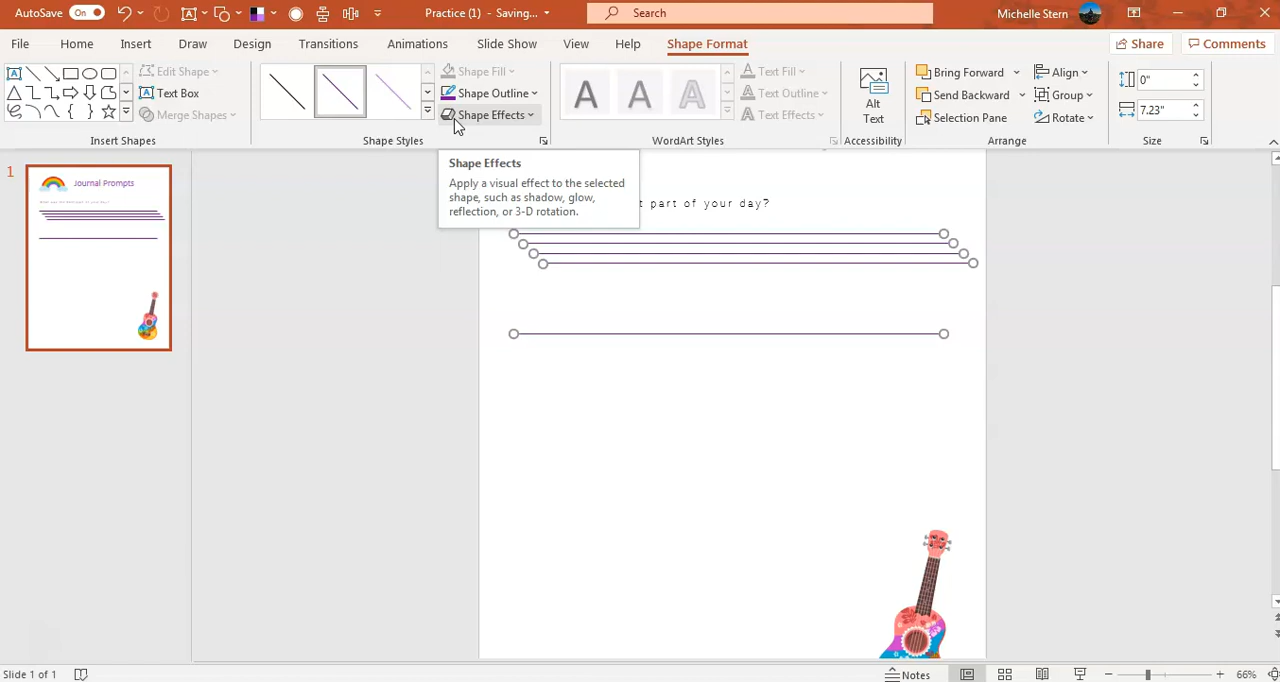 AutoSave On Practice (1) - Saving... Search Michelle Stern
File Home Insert Draw Design Transitions Animations Slide Show View Help Shape Format Share Comments
Edit Shape
Text Box
Merge Shapes
Insert Shapes
Shape Fill
Shape Outline
Shape Effects
Shape Styles
A A A
Text Fill
Text Outline
Text Effects
WordArt Styles
Alt
Text
Accessibility
Bring Forward
Send Backward
Selection Pane
Align
Group
Rotate
Arrange
0"
7.23"
Size
Shape Effects
Apply a visual effect to the selected
shape, such as shadow, glow,
reflection, or 3-D rotation.
1
Journal Prompts
t part of your day?
Slide 1 of 1 Notes 66%